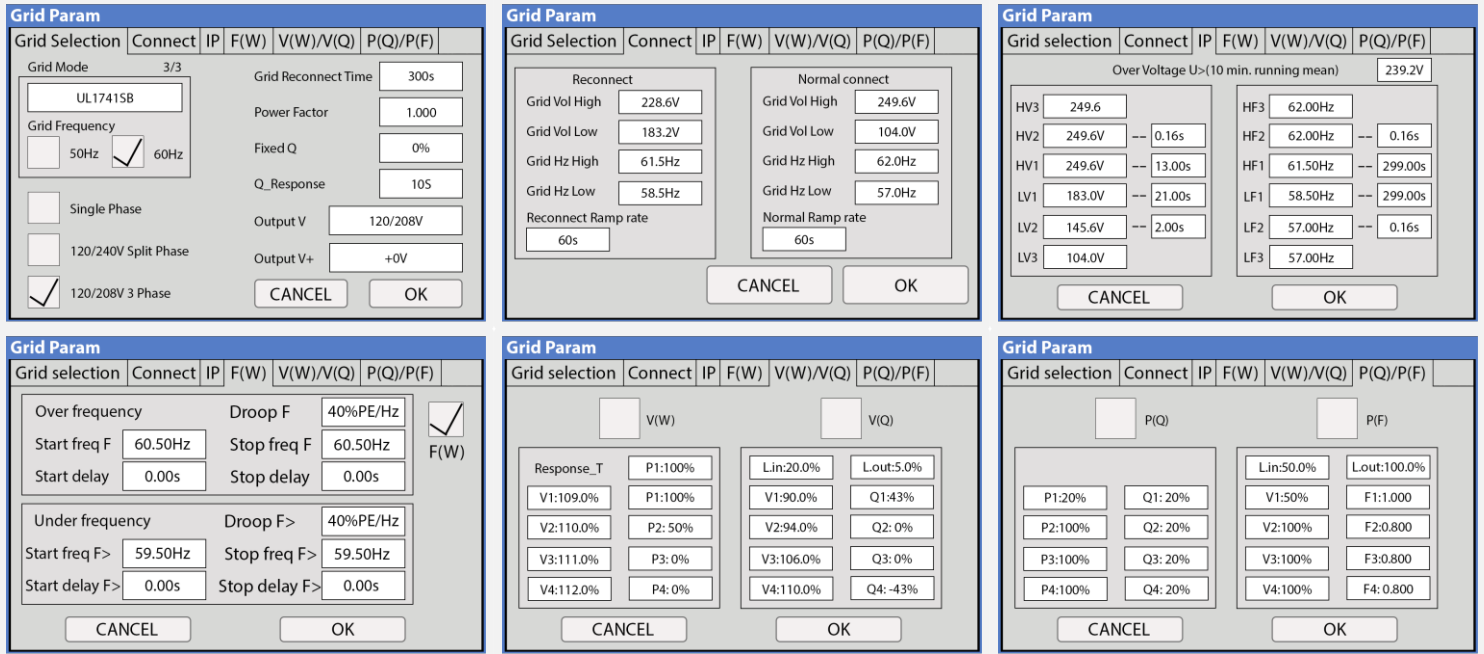 Grid Param
Grid Selection Connect IP F(W) V(W)/V(Q) P(Q)/P(F)
Grid Mode 3/3
UL1741SB
Grid Frequency
50Hz 60Hz
Single Phase
120/240V Split Phase
120/208V 3 Phase
Grid Reconnect Time 300s
Power Factor 1.000
Fixed Q 0%
Q_Response 10S
Output V 120/208V
Output V+ +0V
CANCEL OK
Grid Param
Grid Selection Connect IP F(W) V(W)/V(Q) P(Q)/P(F)
Reconnect
Grid Vol High 228.6V
Grid Vol Low 183.2V
Grid Hz High 61.5Hz
Grid Hz Low 58.5Hz
Reconnect Ramp rate
60s
Normal connect
Grid Vol High 249.6V
Grid Vol Low 104.0V
Grid Hz High 62.0Hz
Grid Hz Low 57.0Hz
Normal Ramp rate
60s
CANCEL OK
Grid Param
Grid selection Connect IP F(W) V(W)/V(Q) P(Q)/P(F)
Over Voltage U>(10 min. running mean) 239.2V
HV3 249.6
HV2 249.6V -- 0.16s
HV1 249.6V -- 13.00s
LV1 183.0V -- 21.00s
LV2 145.6V -- 2.00s
LV3 104.0V
HF3 62.00Hz
HF2 62.00Hz -- 0.16s
HF1 61.50Hz -- 299.00s
LF1 58.50Hz -- 299.00s
LF2 57.00Hz -- 0.16s
LF3 57.00Hz
CANCEL OK
Grid Param
Grid selection Connect IP F(W) V(W)/V(Q) P(Q)/P(F)
Over frequency Droop F 40%PE/Hz
Start freq F 60.50Hz Stop freq F 60.50Hz
Start delay 0.00s Stop delay 0.00s
F(W)
Under frequency Droop F> 40%PE/Hz
Start freq F> 59.50Hz Stop freq F> 59.50Hz
Start delay F> 0.00s Stop delay F> 0.00s
CANCEL OK
Grid Param
Grid selection Connect IP F(W) V(W)/V(Q) P(Q)/P(F)
V(W) V(Q)
Response_T P1:100%
V1:109.0% P1:100%
V2:110.0% P2: 50%
V3:111.0% P3: 0%
V4:112.0% P4: 0%
L.in:20.0% L.out:5.0%
V1:90.0% Q1:43%
V2:94.0% Q2: 0%
V3:106.0% Q3: 0%
V4:110.0% Q4: -43%
CANCEL OK
Grid Param
Grid selection Connect IP F(W) V(W)/V(Q) P(Q)/P(F)
P(Q) P(F)
P1:20% Q1: 20%
P2:100% Q2: 20%
P3:100% Q3: 20%
P4:100% Q4: 20%
L.in:50.0% L.out:100.0%
V1:50% F1:1.000
V2:100% F2:0.800
V3:100% F3:0.800
V4:100% F4: 0.800
CANCEL OK